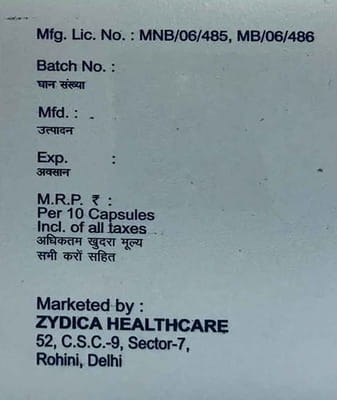 Mfg. Lic. No. : MNB/06/485, MB/06/486
Batch No. :
घान संख्या
Mfd. :
उत्पादन
Exp. :
अवसान
M.R.P. ₹ :
Per 10 Capsules
Incl. of all taxes
अधिकतम खुदरा मूल्य
सभी करों सहित
Marketed by :
ZYDICA HEALTHCARE
52, C.S.C.-9, Sector-7,
Rohini, Delhi